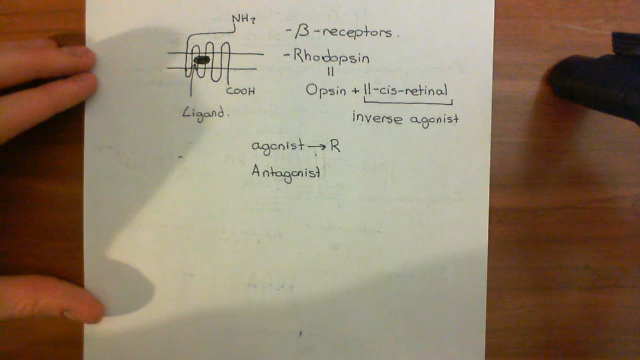 NH₂
- β-receptors.
- Rhodopsin
=
Opsin + 11-cis-retinal
COOH
Ligand.
inverse agonist
agonist → R
Antagonist